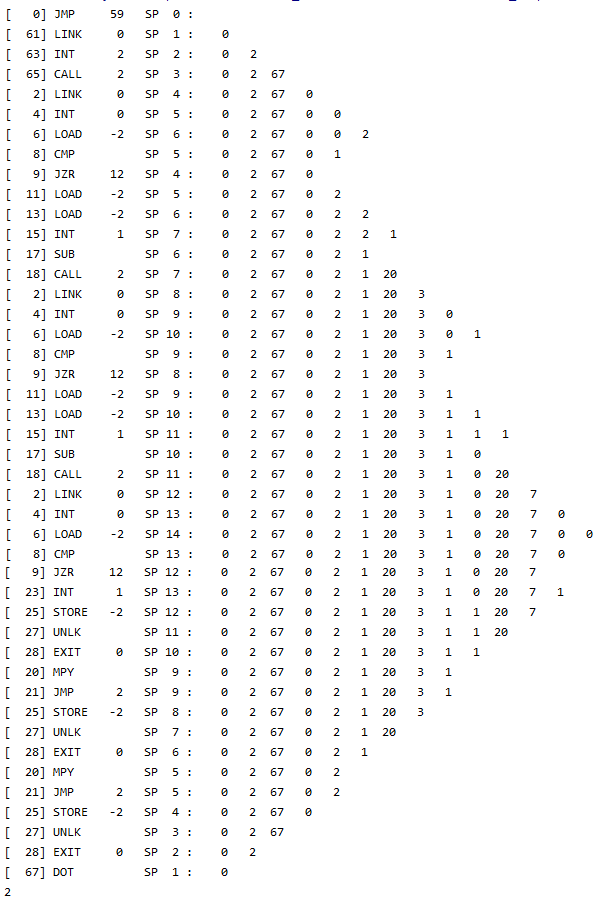 [   0] JMP    59   SP  0 :
[  61] LINK    0   SP  1 :    0
[  63] INT     2   SP  2 :    0   2
[  65] CALL    2   SP  3 :    0   2  67
[   2] LINK    0   SP  4 :    0   2  67   0
[   4] INT     0   SP  5 :    0   2  67   0   0
[   6] LOAD   -2   SP  6 :    0   2  67   0   0   2
[   8] CMP         SP  5 :    0   2  67   0   1
[   9] JZR    12   SP  4 :    0   2  67   0
[  11] LOAD   -2   SP  5 :    0   2  67   0   2
[  13] LOAD   -2   SP  6 :    0   2  67   0   2   2
[  15] INT     1   SP  7 :    0   2  67   0   2   2   1
[  17] SUB         SP  6 :    0   2  67   0   2   1
[  18] CALL    2   SP  7 :    0   2  67   0   2   1  20
[   2] LINK    0   SP  8 :    0   2  67   0   2   1  20   3
[   4] INT     0   SP  9 :    0   2  67   0   2   1  20   3   0
[   6] LOAD   -2   SP 10 :    0   2  67   0   2   1  20   3   0   1
[   8] CMP         SP  9 :    0   2  67   0   2   1  20   3   1
[   9] JZR    12   SP  8 :    0   2  67   0   2   1  20   3
[  11] LOAD   -2   SP  9 :    0   2  67   0   2   1  20   3   1
[  13] LOAD   -2   SP 10 :    0   2  67   0   2   1  20   3   1   1
[  15] INT     1   SP 11 :    0   2  67   0   2   1  20   3   1   1   1
[  17] SUB         SP 10 :    0   2  67   0   2   1  20   3   1   0
[  18] CALL    2   SP 11 :    0   2  67   0   2   1  20   3   1   0  20
[   2] LINK    0   SP 12 :    0   2  67   0   2   1  20   3   1   0  20   7
[   4] INT     0   SP 13 :    0   2  67   0   2   1  20   3   1   0  20   7   0
[   6] LOAD   -2   SP 14 :    0   2  67   0   2   1  20   3   1   0  20   7   0   0
[   8] CMP         SP 13 :    0   2  67   0   2   1  20   3   1   0  20   7   0
[   9] JZR    12   SP 12 :    0   2  67   0   2   1  20   3   1   0  20   7
[  23] INT     1   SP 13 :    0   2  67   0   2   1  20   3   1   0  20   7   1
[  25] STORE  -2   SP 12 :    0   2  67   0   2   1  20   3   1   1  20   7
[  27] UNLK        SP 11 :    0   2  67   0   2   1  20   3   1   1  20
[  28] EXIT    0   SP 10 :    0   2  67   0   2   1  20   3   1   1
[  20] MPY         SP  9 :    0   2  67   0   2   1  20   3   1
[  21] JMP     2   SP  9 :    0   2  67   0   2   1  20   3   1
[  25] STORE  -2   SP  8 :    0   2  67   0   2   1  20   3
[  27] UNLK        SP  7 :    0   2  67   0   2   1  20
[  28] EXIT    0   SP  6 :    0   2  67   0   2   1
[  20] MPY         SP  5 :    0   2  67   0   2
[  21] JMP     2   SP  5 :    0   2  67   0   2
[  25] STORE  -2   SP  4 :    0   2  67   0
[  27] UNLK        SP  3 :    0   2  67
[  28] EXIT    0   SP  2 :    0   2
[  67] DOT         SP  1 :    0
2